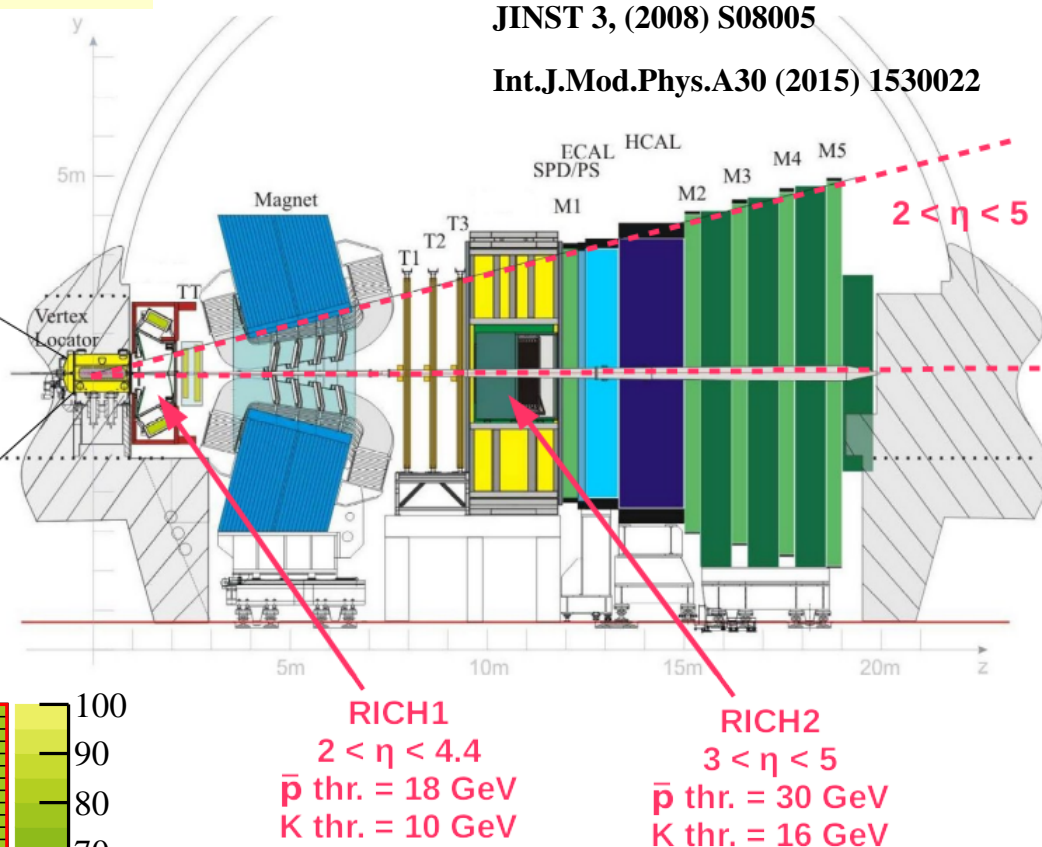 JINST 3, (2008) S08005
Int.J.Mod.Phys.A30 (2015) 1530022
y
5m
Magnet
SPD/PS
ECAL
HCAL
M1
M2
M3
M4
M5
2 < η < 5
T1
T2
T3
TT
Vertex
Locator
5m
10m
15m
20m
z
RICH1
2 < η < 4.4
p̄ thr. = 18 GeV
K thr. = 10 GeV
RICH2
3 < η < 5
p̄ thr. = 30 GeV
K thr. = 16 GeV
100
90
80
70